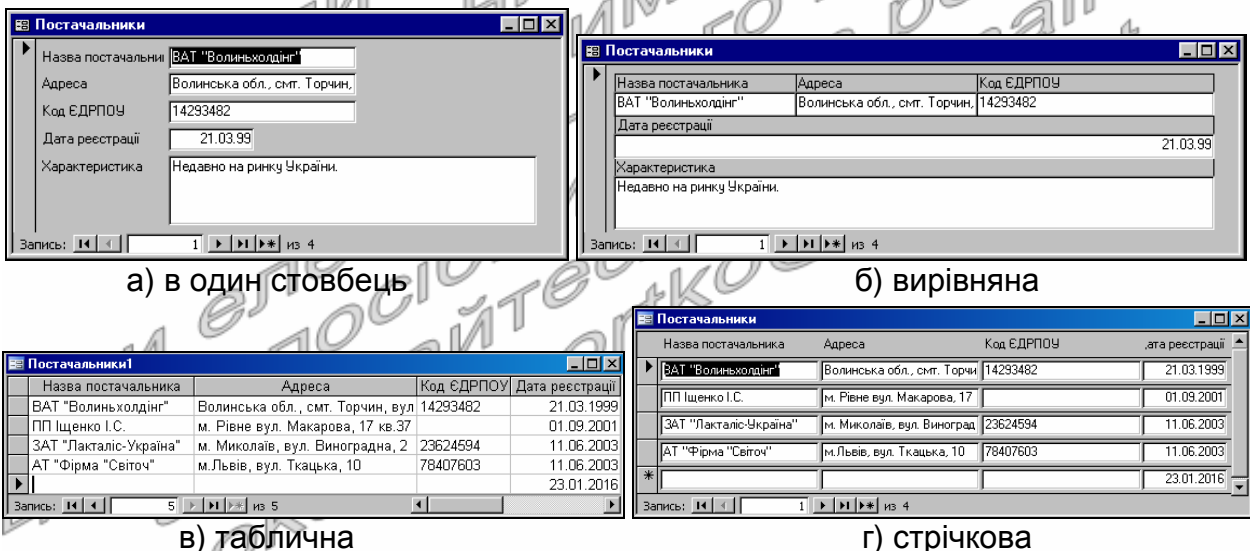 Постачальники
Назва постачальни ВАТ "Волиньхолдінг"
Адреса Волинська обл., смт. Торчин,
Код ЄДРПОУ 14293482
Дата реєстрації 21.03.99
Характеристика Недавно на ринку України.
Запись: 1 из 4
а) в один стовбець
Постачальники
Назва постачальника Адреса Код ЄДРПОУ
ВАТ "Волиньхолдінг" Волинська обл., смт. Торчин, 14293482
Дата реєстрації
21.03.99
Характеристика
Недавно на ринку України.
Запись: 1 из 4
б) вирівняна
Постачальники1
Назва постачальника Адреса Код ЄДРПОУ Дата реєстрації
ВАТ "Волиньхолдінг" Волинська обл., смт. Торчин, вул 14293482 21.03.1999
ПП Іщенко І.С. м. Рівне вул. Макарова, 17 кв.37 01.09.2001
ЗАТ "Лакталіс-Україна" м. Миколаїв, вул. Виноградна, 2 23624594 11.06.2003
АТ "Фірма "Світоч" м.Львів, вул. Ткацька, 10 78407603 11.06.2003
23.01.2016
Запись: 5 из 5
в) таблична
Постачальники
Назва постачальника Адреса Код ЄДРПОУ ,ата реєстрації
ВАТ "Волиньхолдінг" Волинська обл., смт. Торчи 14293482 21.03.1999
ПП Іщенко І.С. м. Рівне вул. Макарова, 17 01.09.2001
ЗАТ "Лакталіс-Україна" м. Миколаїв, вул. Виноград 23624594 11.06.2003
АТ "Фірма "Світоч" м.Львів, вул. Ткацька, 10 78407603 11.06.2003
23.01.2016
Запись: 1 из 4
г) стрічкова